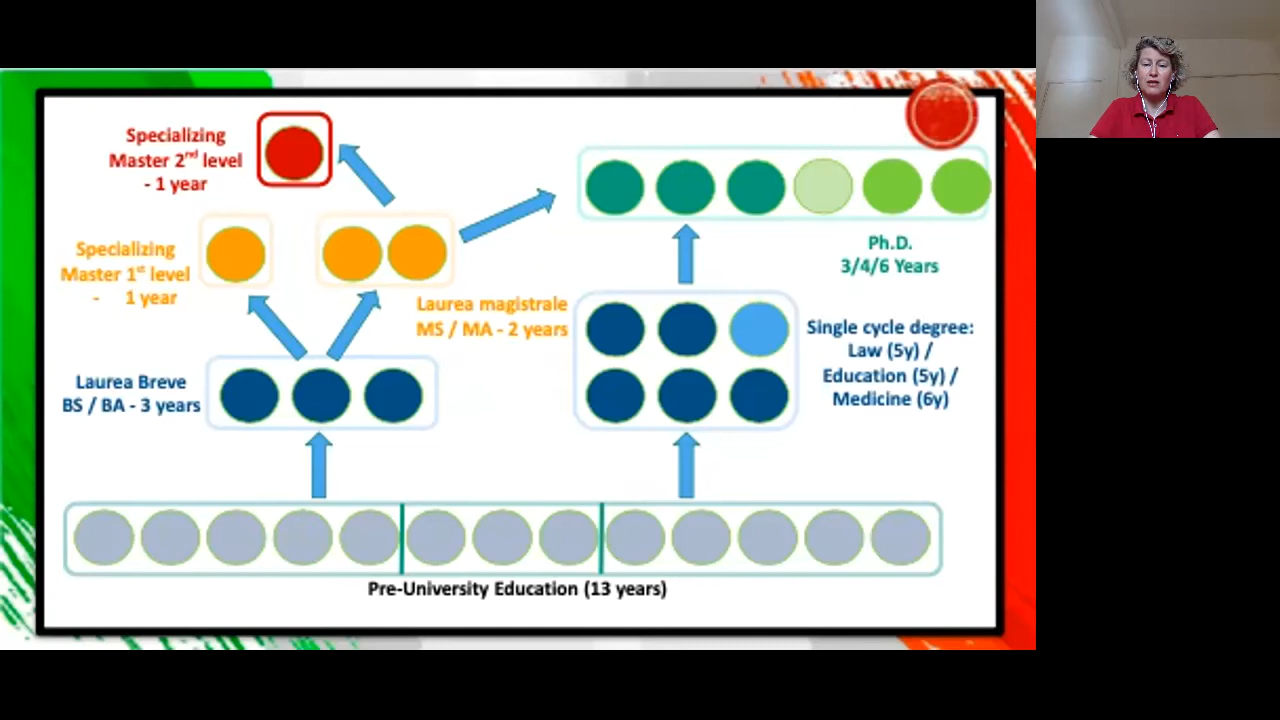 Specializing
Master 2nd level
- 1 year
Specializing
Master 1st level
- 1 year
Laurea magistrale
MS / MA - 2 years
Ph.D.
3/4/6 Years
Laurea Breve
BS / BA - 3 years
Single cycle degree:
Law (5y) /
Education (5y) /
Medicine (6y)
Pre-University Education (13 years)